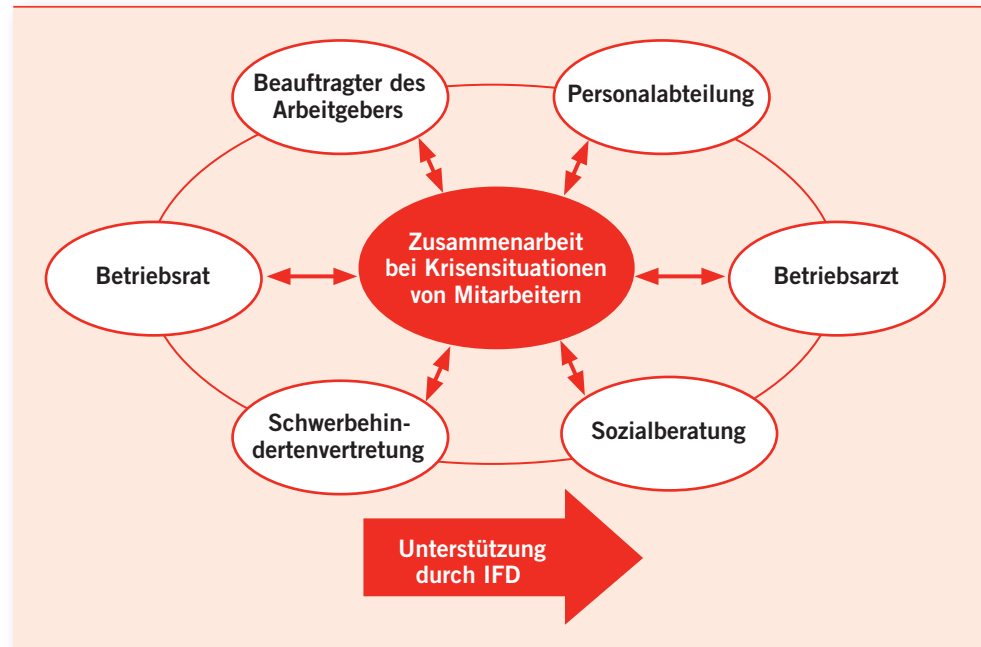 Beauftragter des
Arbeitgebers
Personalabteilung
Betriebsrat
Zusammenarbeit
bei Krisensituationen
von Mitarbeitern
Betriebsarzt
Schwerbehin-
dertenvertretung
Sozialberatung
Unterstützung
durch IFD